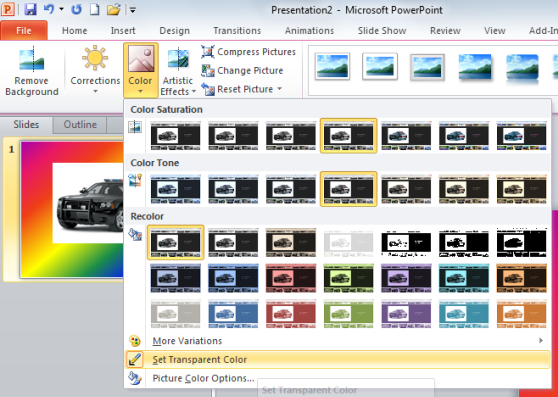 Presentation2 - Microsoft PowerPoint
File Home Insert Design Transitions Animations Slide Show Review View Add-In
Remove Background
Corrections
Color
Artistic Effects
Compress Pictures
Change Picture
Reset Picture
Slides Outline
1
Color Saturation
Color Tone
Recolor
More Variations
Set Transparent Color
Picture Color Options...
Set Transparent Color